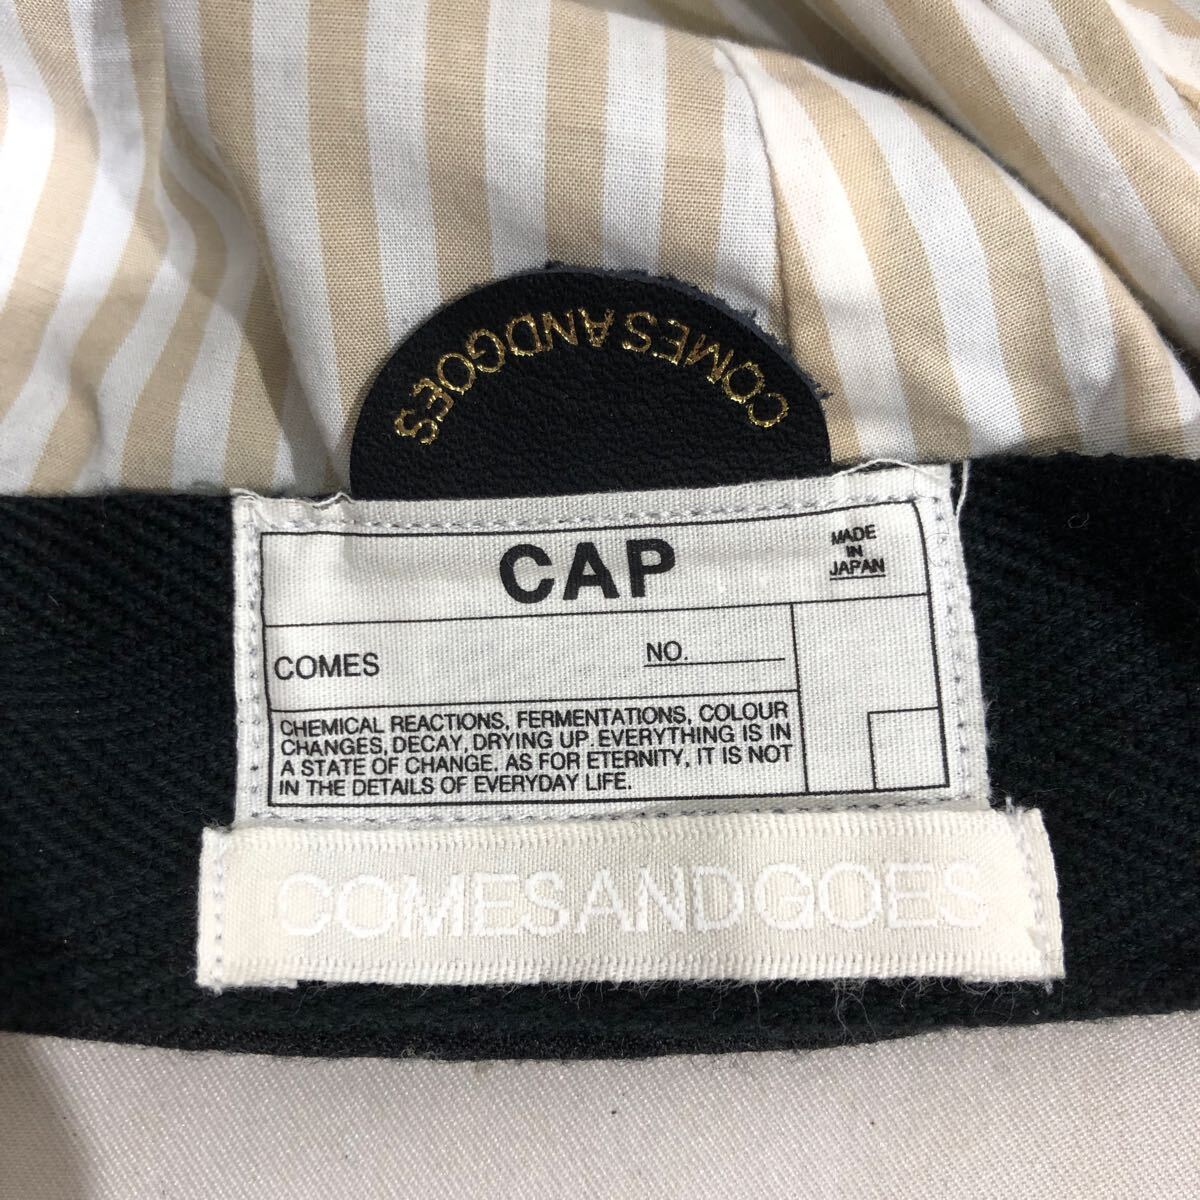 COMESANDGOES
CAP
MADE
IN
JAPAN
COMES
NO.
CHEMICAL REACTIONS, FERMENTATIONS, COLOUR
CHANGES, DECAY, DRYING UP. EVERYTHING IS IN
A STATE OF CHANGE. AS FOR ETERNITY, IT IS NOT
IN THE DETAILS OF EVERYDAY LIFE.
COMESANDGOES